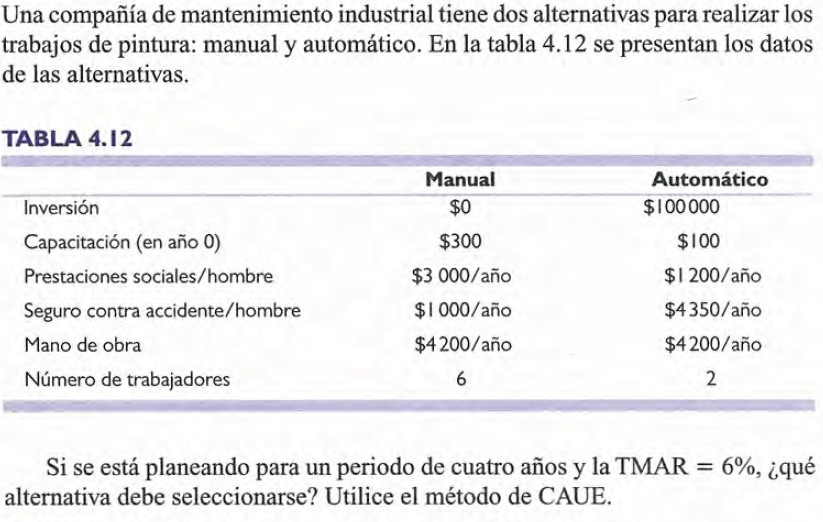 Una compañía de mantenimiento industrial tiene dos alternativas para realizar los
trabajos de pintura: manual y automático. En la tabla 4.12 se presentan los datos
de las alternativas.
TABLA 4.12
Manual Automático
Inversión $0 $100 000
Capacitación (en año 0) $300 $100
Prestaciones sociales/hombre $3 000/año $1 200/año
Seguro contra accidente/hombre $1 000/año $4 350/año
Mano de obra $4 200/año $4 200/año
Número de trabajadores 6 2
Si se está planeando para un periodo de cuatro años y la TMAR = 6%, ¿qué
alternativa debe seleccionarse? Utilice el método de CAUE.